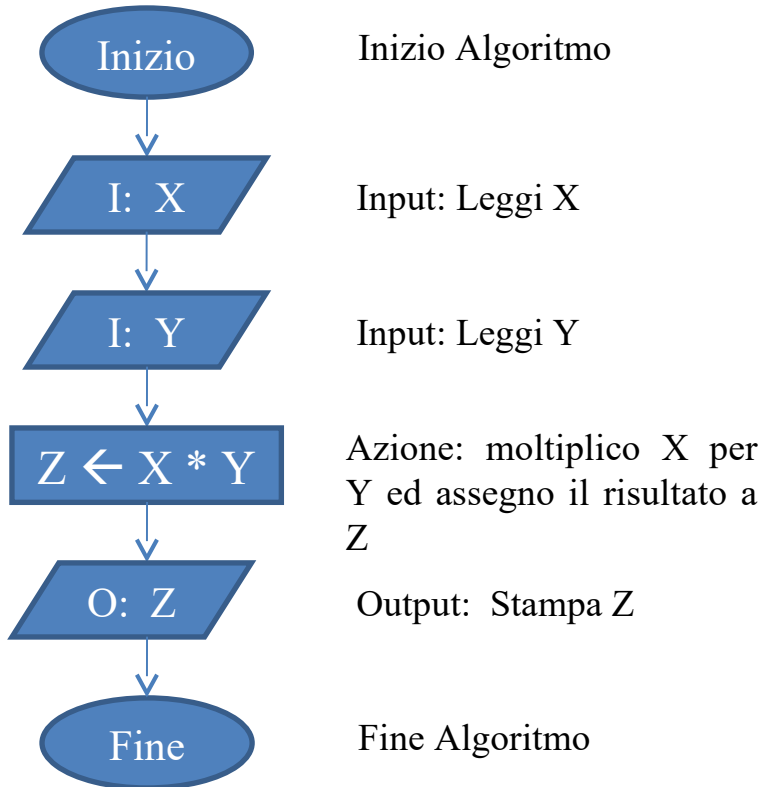 Inizio
Inizio Algoritmo
I: X
Input: Leggi X
I: Y
Input: Leggi Y
Z ← X * Y
Azione: moltiplico X per
Y ed assegno il risultato a
Z
O: Z
Output: Stampa Z
Fine
Fine Algoritmo